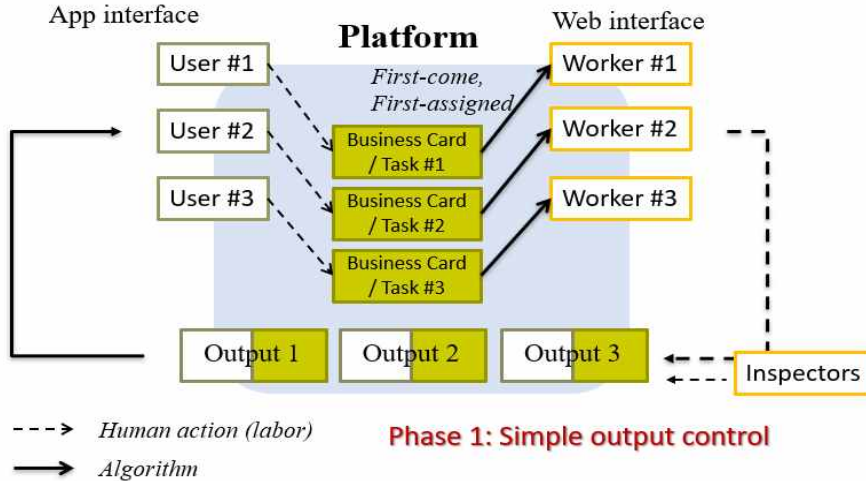 App interface
Web interface
Platform
User #1
First-come,
First-assigned
Worker #1
User #2
Business Card
/ Task #1
Worker #2
User #3
Business Card
/ Task #2
Worker #3
Business Card
/ Task #3
Output 1
Output 2
Output 3
Inspectors
Human action (labor)
Phase 1: Simple output control
Algorithm